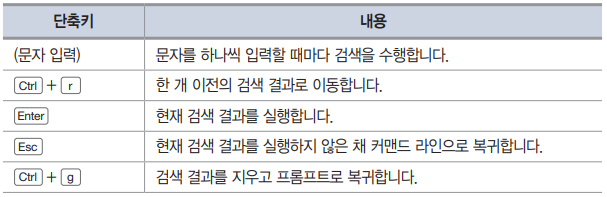 단축키 내용
(문자 입력) 문자를 하나씩 입력할 때마다 검색을 수행합니다.
Ctrl + r 한 개 이전의 검색 결과로 이동합니다.
Enter 현재 검색 결과를 실행합니다.
Esc 현재 검색 결과를 실행하지 않은 채 커맨드 라인으로 복귀합니다.
Ctrl + g 검색 결과를 지우고 프롬프트로 복귀합니다.